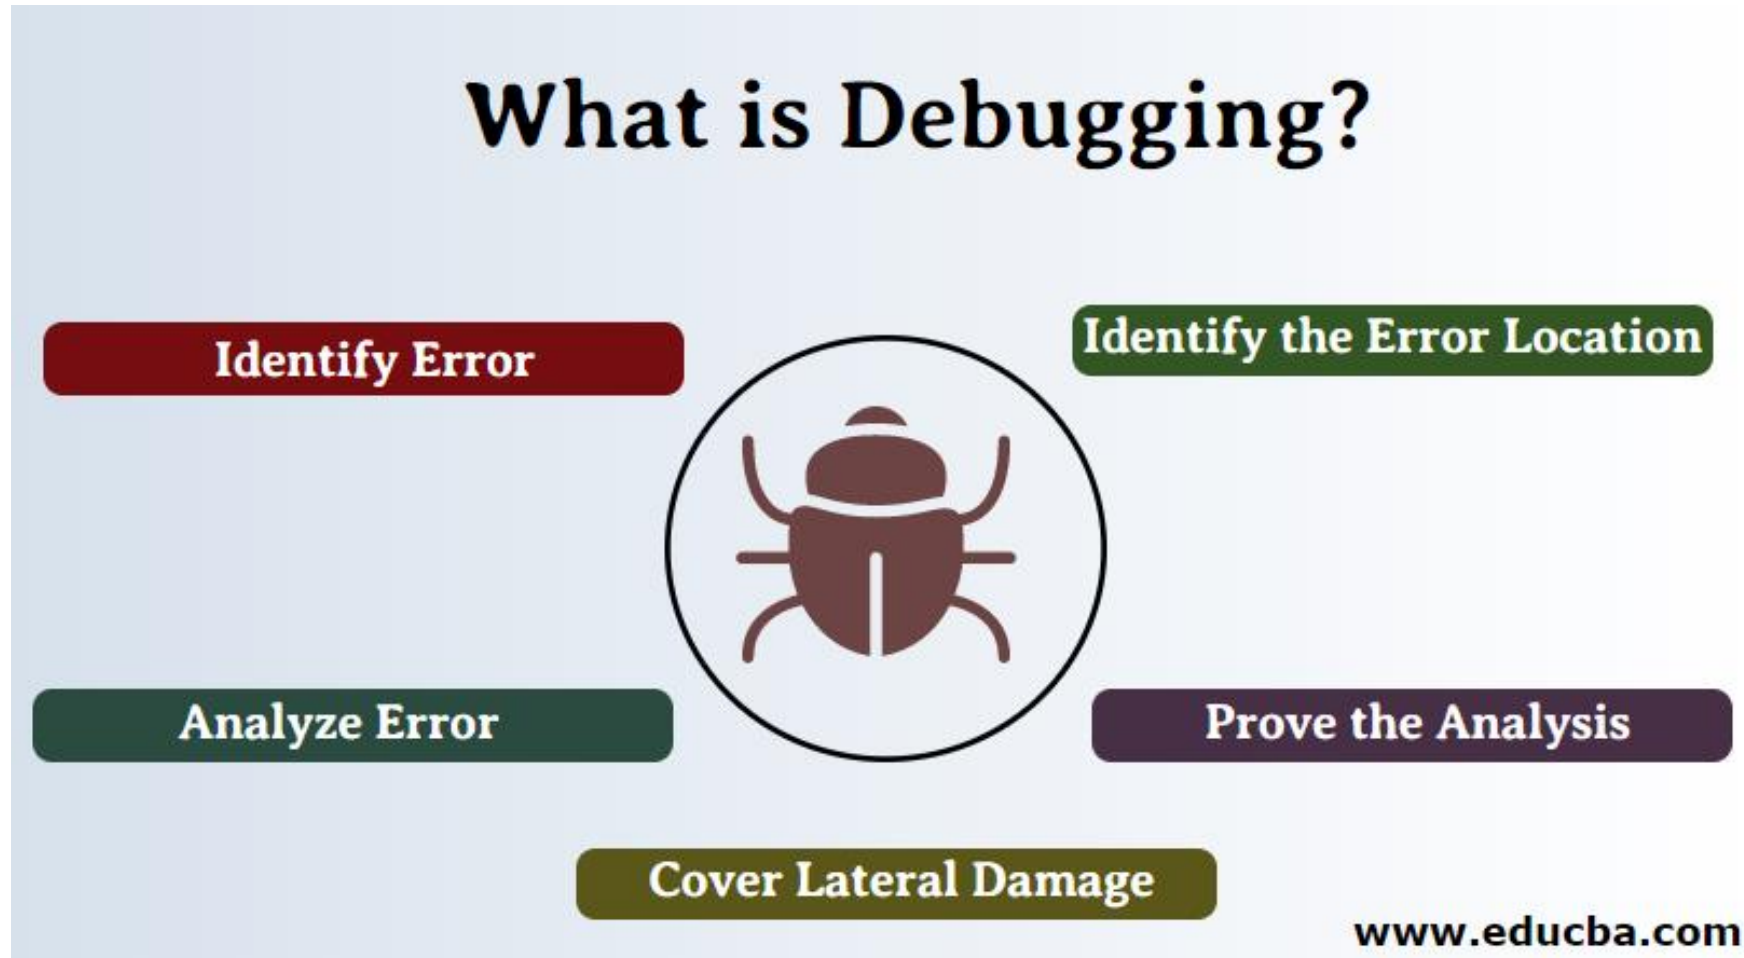 What is Debugging?
Identify Error
Identify the Error Location
Analyze Error
Prove the Analysis
Cover Lateral Damage
www.educba.com